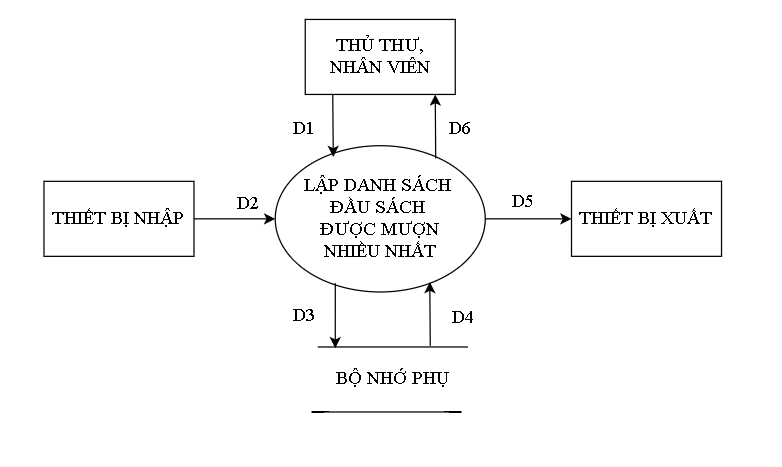 THỦ THƯ,
NHÂN VIÊN
D1
D6
THIẾT BỊ NHẬP
D2
LẬP DANH SÁCH
ĐẦU SÁCH
ĐƯỢC MƯỢN
NHIỀU NHẤT
D5
THIẾT BỊ XUẤT
D3
D4
BỘ NHỚ PHỤ